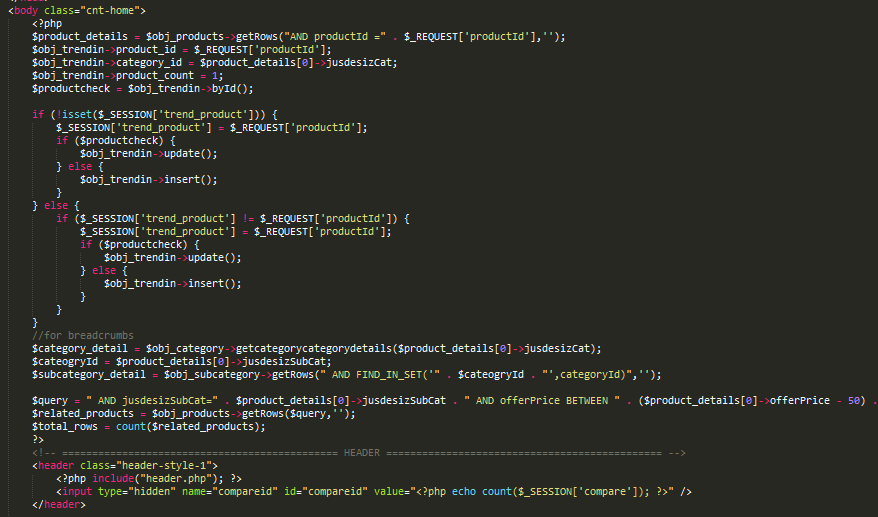 <body class="cnt-home">
<?php
$product_details = $obj_products->getRows("AND productId =" . $_REQUEST['productId'],'');
$obj_trendin->product_id = $_REQUEST['productId'];
$obj_trendin->category_id = $product_details[0]->jusdesizCat;
$obj_trendin->product_count = 1;
$productcheck = $obj_trendin->byId();
if (!isset($_SESSION['trend_product'])) {
$_SESSION['trend_product'] = $_REQUEST['productId'];
if ($productcheck) {
$obj_trendin->update();
} else {
$obj_trendin->insert();
}
} else {
if ($_SESSION['trend_product'] != $_REQUEST['productId']) {
$_SESSION['trend_product'] = $_REQUEST['productId'];
if ($productcheck) {
$obj_trendin->update();
} else {
$obj_trendin->insert();
}
}
}
//for breadcrumbs
$category_detail = $obj_category->getcategorycategorydetails($product_details[0]->jusdesizCat);
$cateogryId = $product_details[0]->jusdesizSubCat;
$subcategory_detail = $obj_subcategory->getRows(" AND FIND_IN_SET('" . $cateogryId . "',categoryId)",'');
$query = " AND jusdesizSubCat=" . $product_details[0]->jusdesizSubCat . " AND offerPrice BETWEEN " . ($product_details[0]->offerPrice - 50) .
$related_products = $obj_products->getRows($query,'');
$total_rows = count($related_products);
?>
<!-- ============================================== HEADER ============================================== -->
<header class="header-style-1">
<?php include("header.php"); ?>
<input type="hidden" name="compareid" id="compareid" value="<?php echo count($_SESSION['compare']); ?>" />
</header>